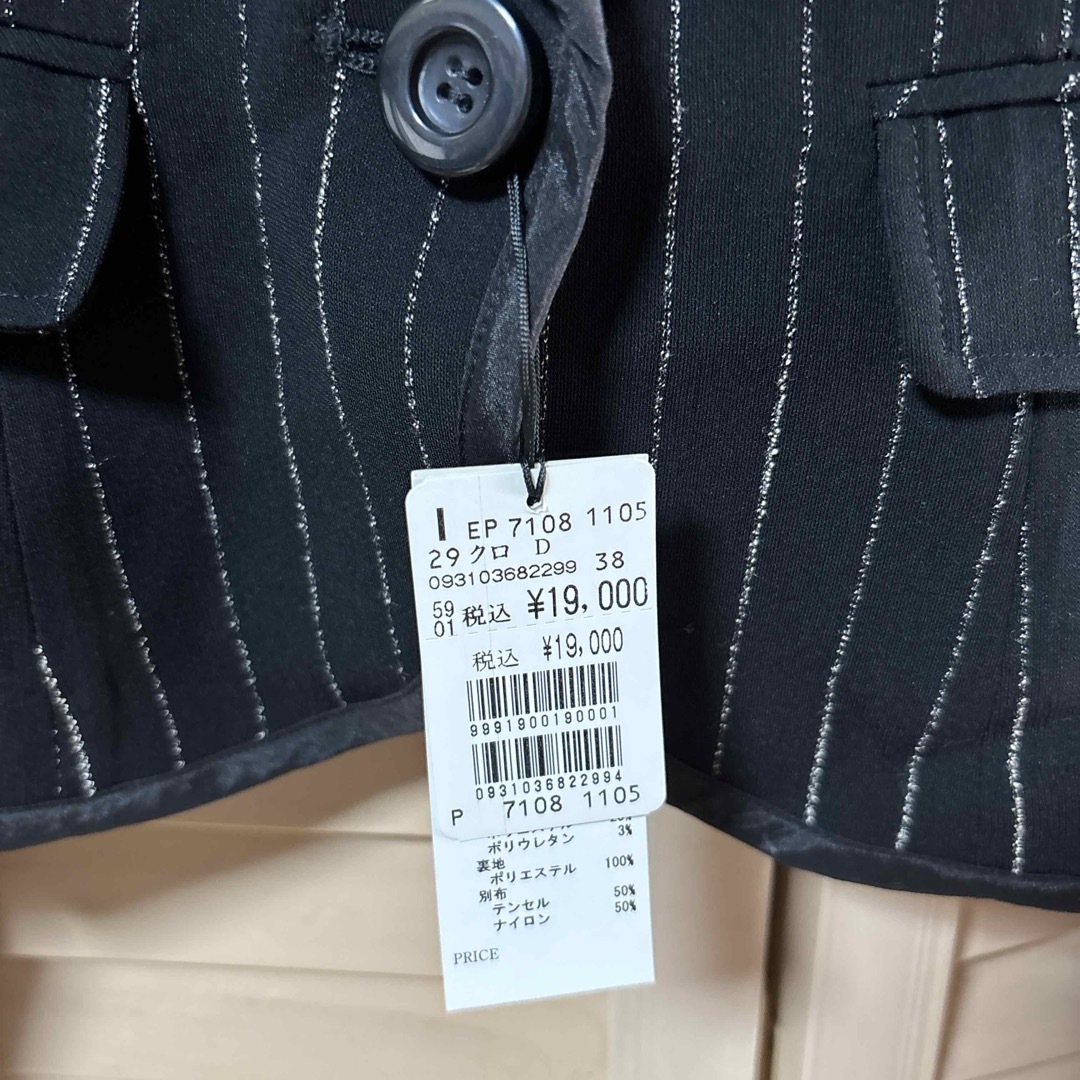 I EP 7108 1105
29 クロ D
093103682299 38
59 01 税込 ¥19,000
税込 ¥19,000
9991900190001
0931036822994
P 7108 1105
ポリウレタン 3%
裏地
ポリエステル 100%
別布 50%
テンセル 50%
ナイロン
PRICE